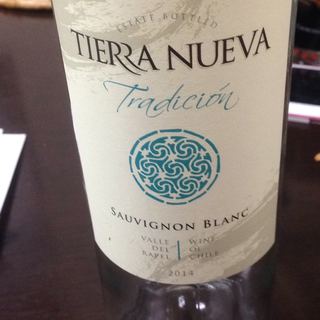 ESTATE BOTTLED
TIERRA NUEVA
Tradición
SAUVIGNON BLANC
VALLE DEL RAPEL | WINE OF CHILE
2014